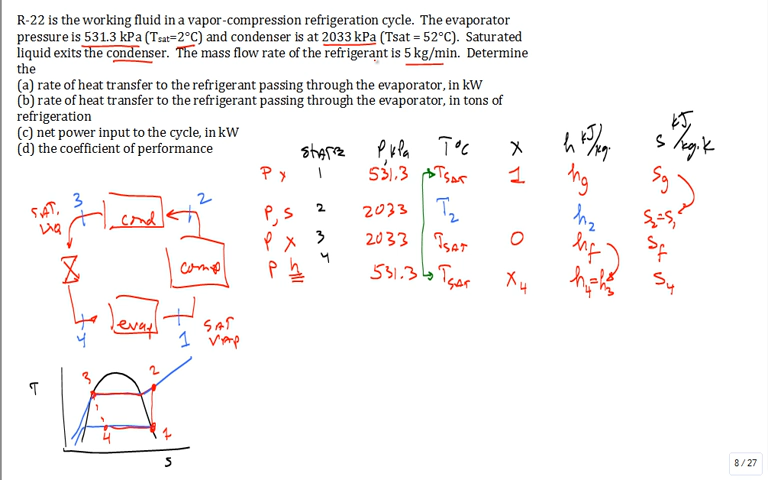 R-22 is the working fluid in a vapor-compression refrigeration cycle. The evaporator
pressure is 531.3 kPa (Tsat=2°C) and condenser is at 2033 kPa (Tsat = 52°C). Saturated
liquid exits the condenser. The mass flow rate of the refrigerant is 5 kg/min. Determine
the
(a) rate of heat transfer to the refrigerant passing through the evaporator, in kW
(b) rate of heat transfer to the refrigerant passing through the evaporator, in tons of
refrigeration
(c) net power input to the cycle, in kW
(d) the coefficient of performance
STATE P, kPa T°C x h kJ/kg. s kJ/kg.K
P x 1 531.3 TSAT 1 hg sg
P, s 2 2033 T2 h2 s2=s1
P x 3 2033 TSAT 0 hf sf
P h 4 531.3 TSAT x4 h4=h3 s4
3 2
SAT. LIQ
cond
comp
evap
4 1
SAT VAP
T
3 2
4 1
s
8 / 27